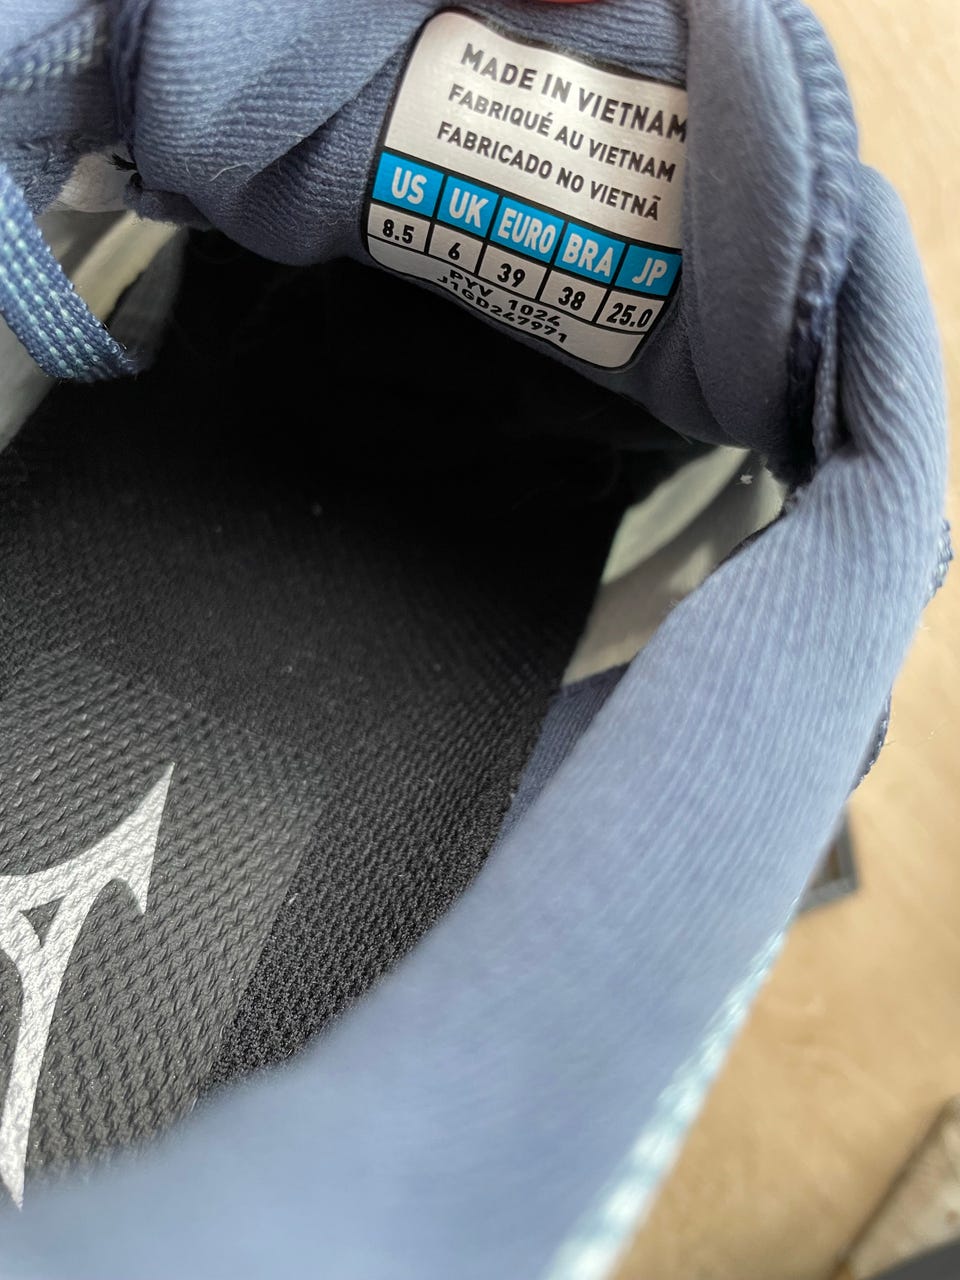 MADE IN VIETNAM
FABRIQUÉ AU VIETNAM
FABRICADO NO VIETNÃ
US UK EURO BRA JP
8.5 6 39 38 25.0
PYV 1024
J1GD247971